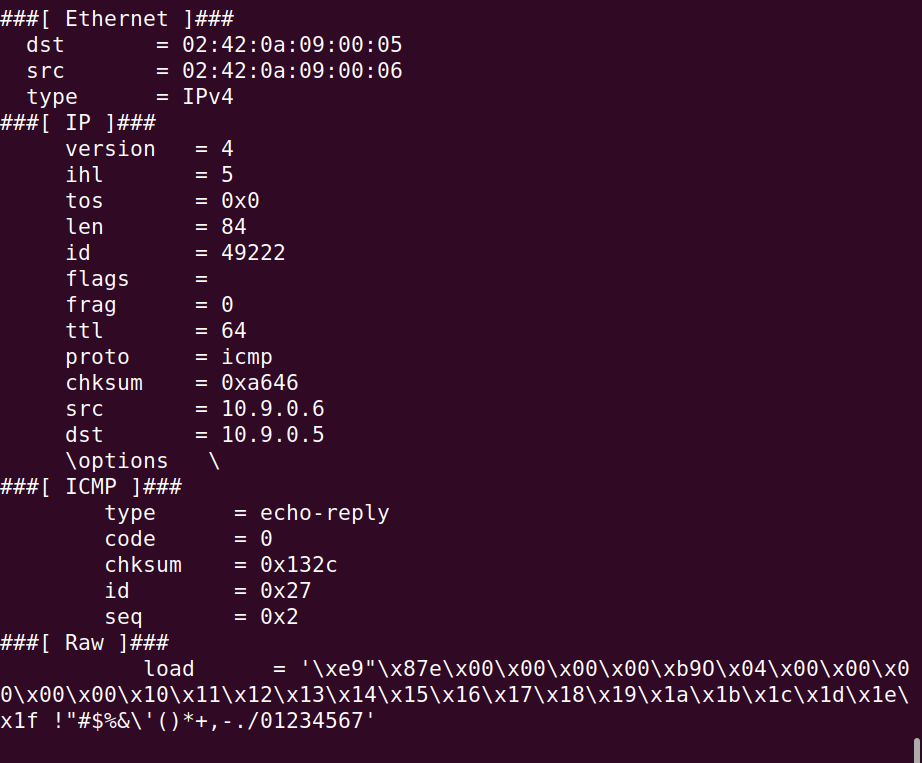 ###[ Ethernet ]###
  dst       = 02:42:0a:09:00:05
  src       = 02:42:0a:09:00:06
  type      = IPv4
###[ IP ]###
     version   = 4
     ihl       = 5
     tos       = 0x0
     len       = 84
     id        = 49222
     flags     =
     frag      = 0
     ttl       = 64
     proto     = icmp
     chksum    = 0xa646
     src       = 10.9.0.6
     dst       = 10.9.0.5
     \options   \
###[ ICMP ]###
        type      = echo-reply
        code      = 0
        chksum    = 0x132c
        id        = 0x27
        seq       = 0x2
###[ Raw ]###
           load      = '\xe9"\x87e\x00\x00\x00\x00\xb9O\x04\x00\x00\x0
0\x00\x00\x10\x11\x12\x13\x14\x15\x16\x17\x18\x19\x1a\x1b\x1c\x1d\x1e\
x1f !"#$%&\'()*+,-./01234567'